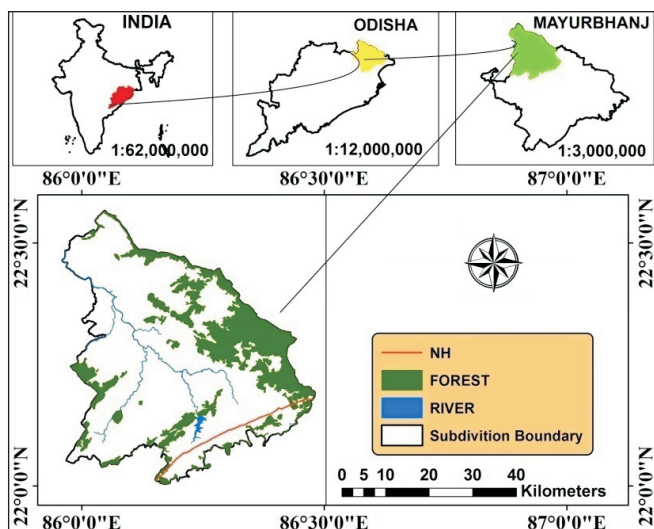 INDIA
1:62,000,000
ODISHA
1:12,000,000
MAYURBHANJ
1:3,000,000
86°0'0"E
86°30'0"E
87°0'0"E
22°30'0"N
22°0'0"N
22°30'0"N
22°0'0"N
NH
FOREST
RIVER
Subdivition Boundary
0 5 10 20 30 40
Kilometers
86°0'0"E
86°30'0"E
87°0'0"E